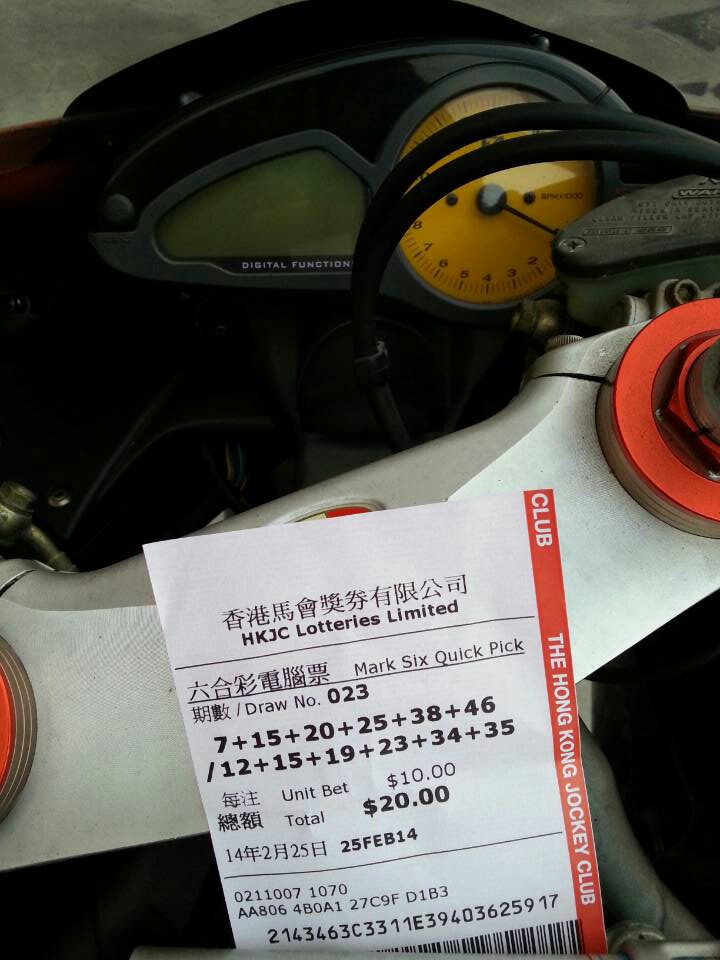 DIGITAL FUNCTION
RPM×1000
8
7
6
5
4
3
2
CLUB
THE HONG KONG JOCKEY CLUB
香港馬會獎券有限公司
HKJC Lotteries Limited
六合彩電腦票 Mark Six Quick Pick
期數 / Draw No. 023
7+15+20+25+38+46
/12+15+19+23+34+35
每注 Unit Bet $10.00
總額 Total $20.00
14年2月25日 25FEB14
0211007 1070
AA806 4B0A1 27C9F D1B3
2143463C3311E39403625917